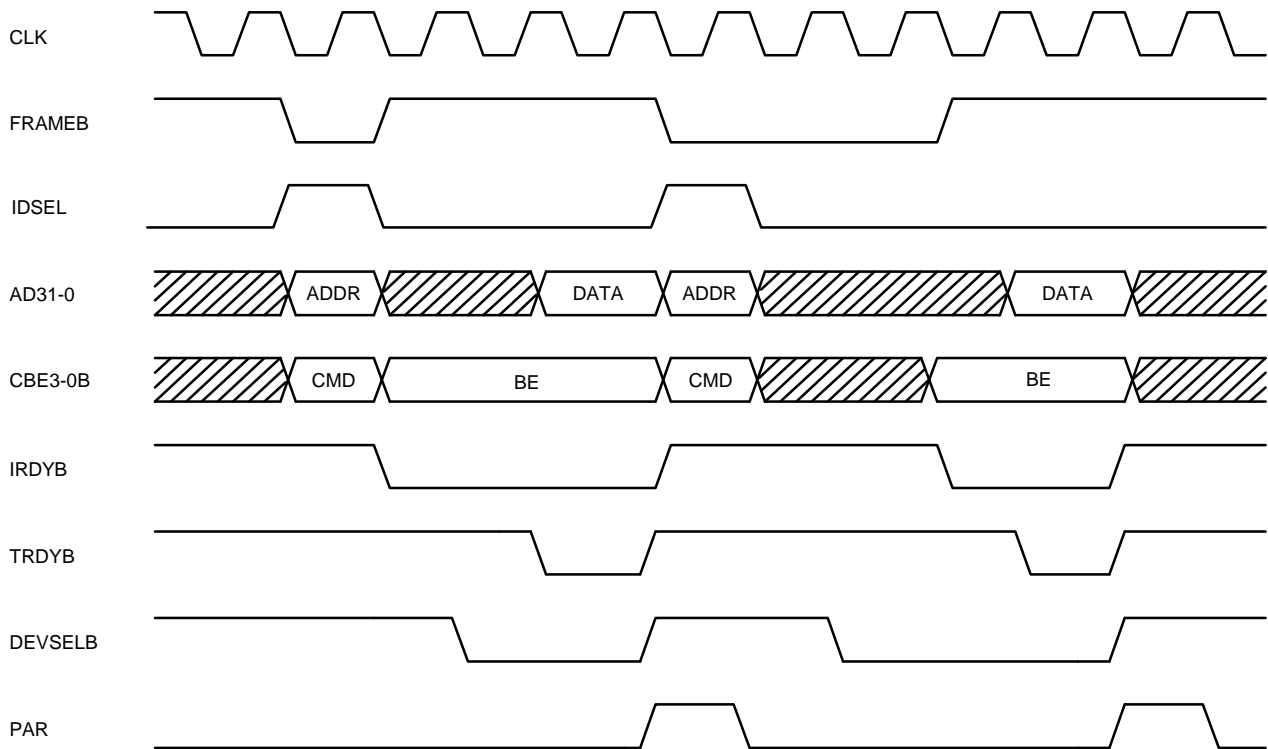 CLK
FRAMEB
IDSEL
AD31-0 ADDR DATA ADDR DATA
CBE3-0B CMD BE CMD BE
IRDYB
TRDYB
DEVSELB
PAR